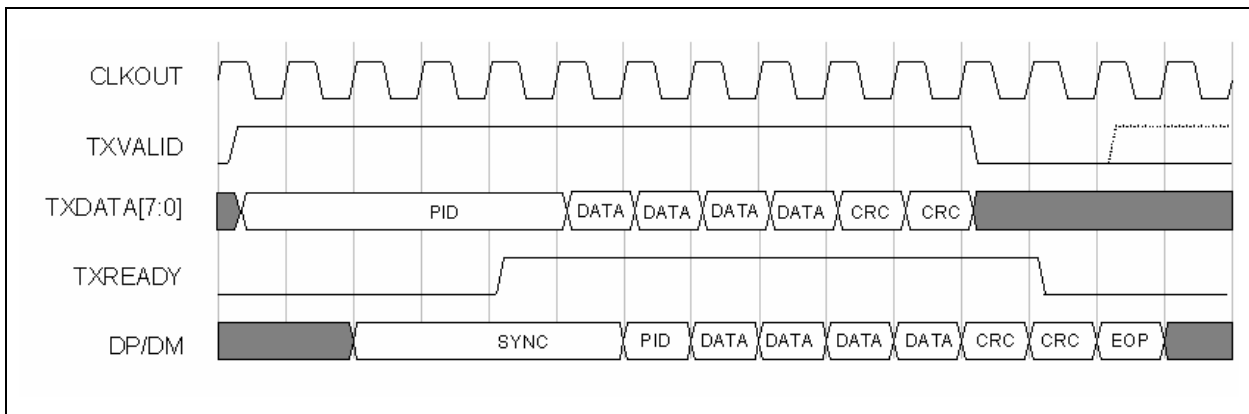 CLKOUT
TXVALID
TXDATA[7:0] PID DATA DATA DATA DATA CRC CRC
TXREADY
DP/DM SYNC PID DATA DATA DATA DATA CRC CRC EOP